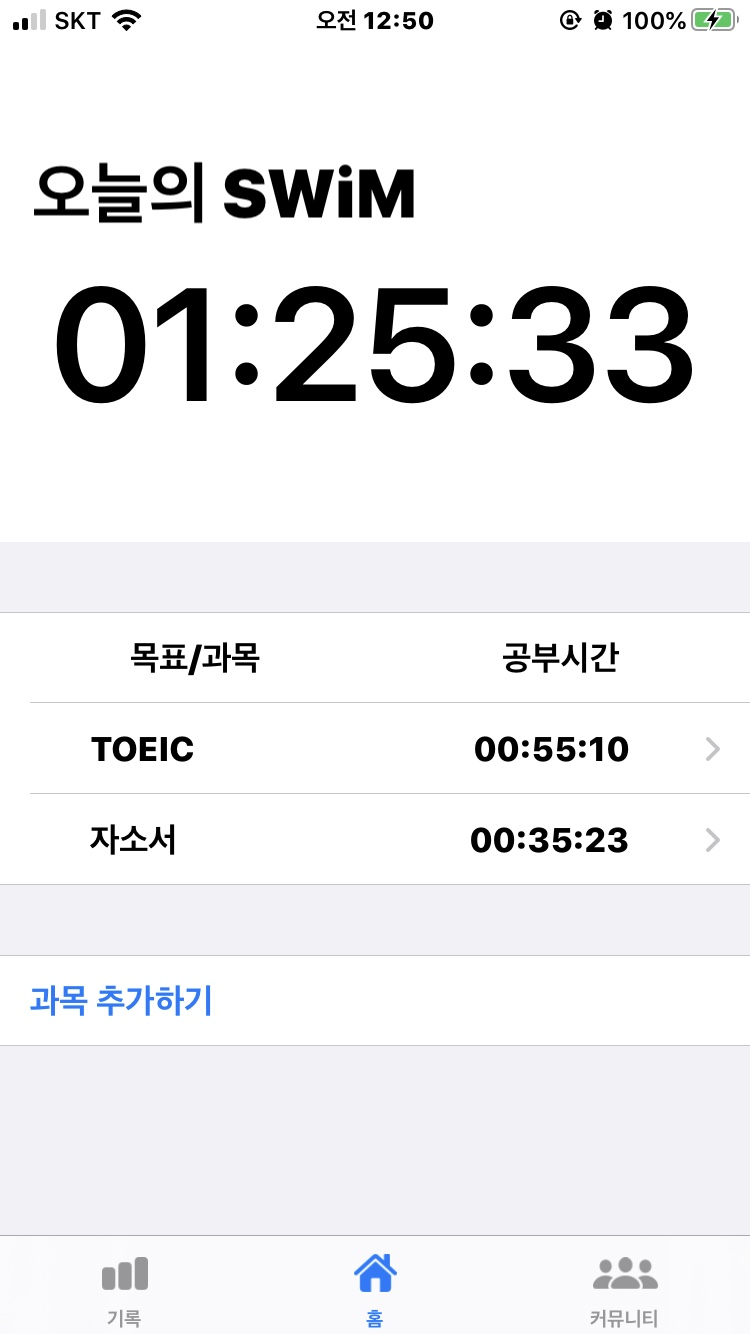 SKT 오전 12:50 100%
오늘의 SWiM
01:25:33
목표/과목 공부시간
TOEIC 00:55:10
자소서 00:35:23
과목 추가하기
기록 홈 커뮤니티